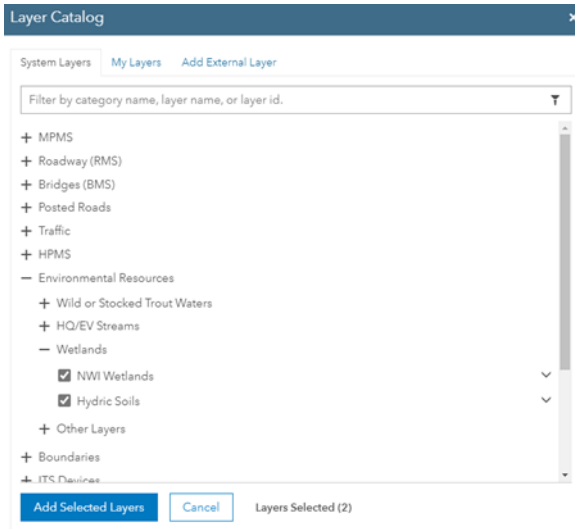 Layer Catalog
System Layers My Layers Add External Layer
Filter by category name, layer name, or layer id.
MPMS
Roadway (RMS)
Bridges (BMS)
Posted Roads
Traffic
HPMS
Environmental Resources
Wild or Stocked Trout Waters
HQ/EV Streams
Wetlands
NWI Wetlands
Hydric Soils
Other Layers
Boundaries
ITS Devices
Add Selected Layers Cancel Layers Selected (2)